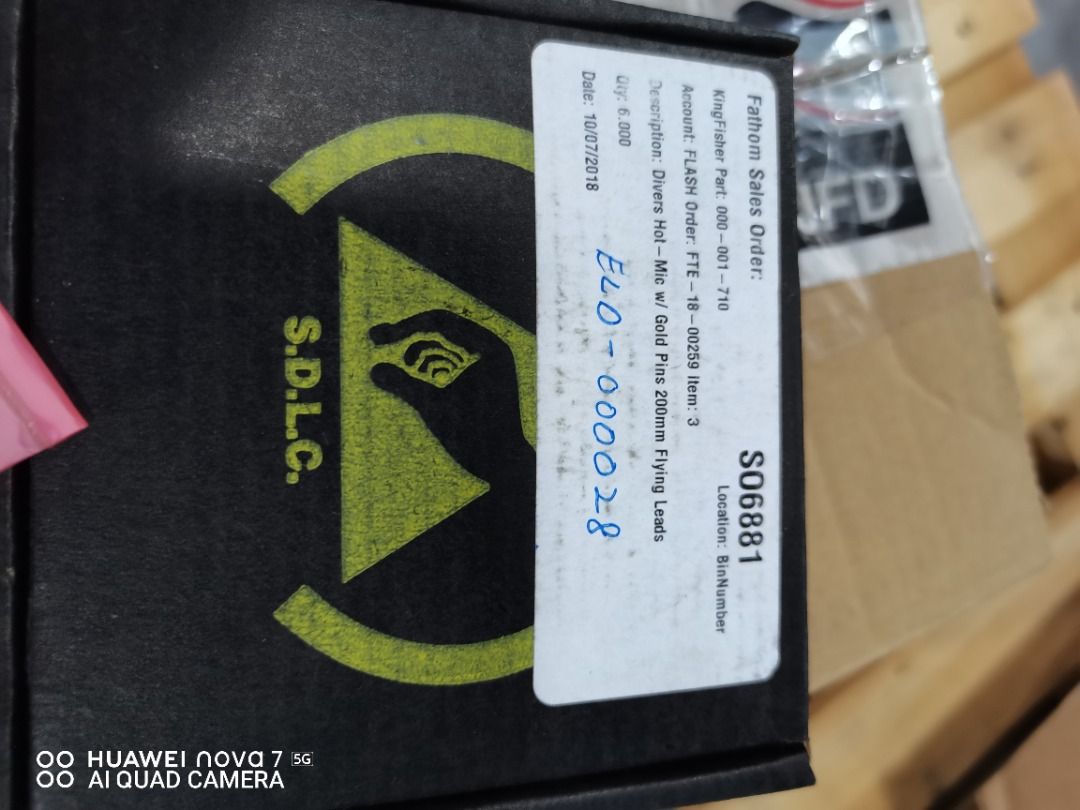 Fathom Sales Order: SO6881
KingFisher Part: 000-001-710 Location: BinNumber
Account: FLASH Order: FTE-18-00259 Item: 3
Description: Divers Hot-Mic w/ Gold Pins 200mm Flying Leads
Qty: 6.000
Date: 10/07/2018
ELO-000028
S.D.L.C.
HUAWEI nova 7 5G
AI QUAD CAMERA